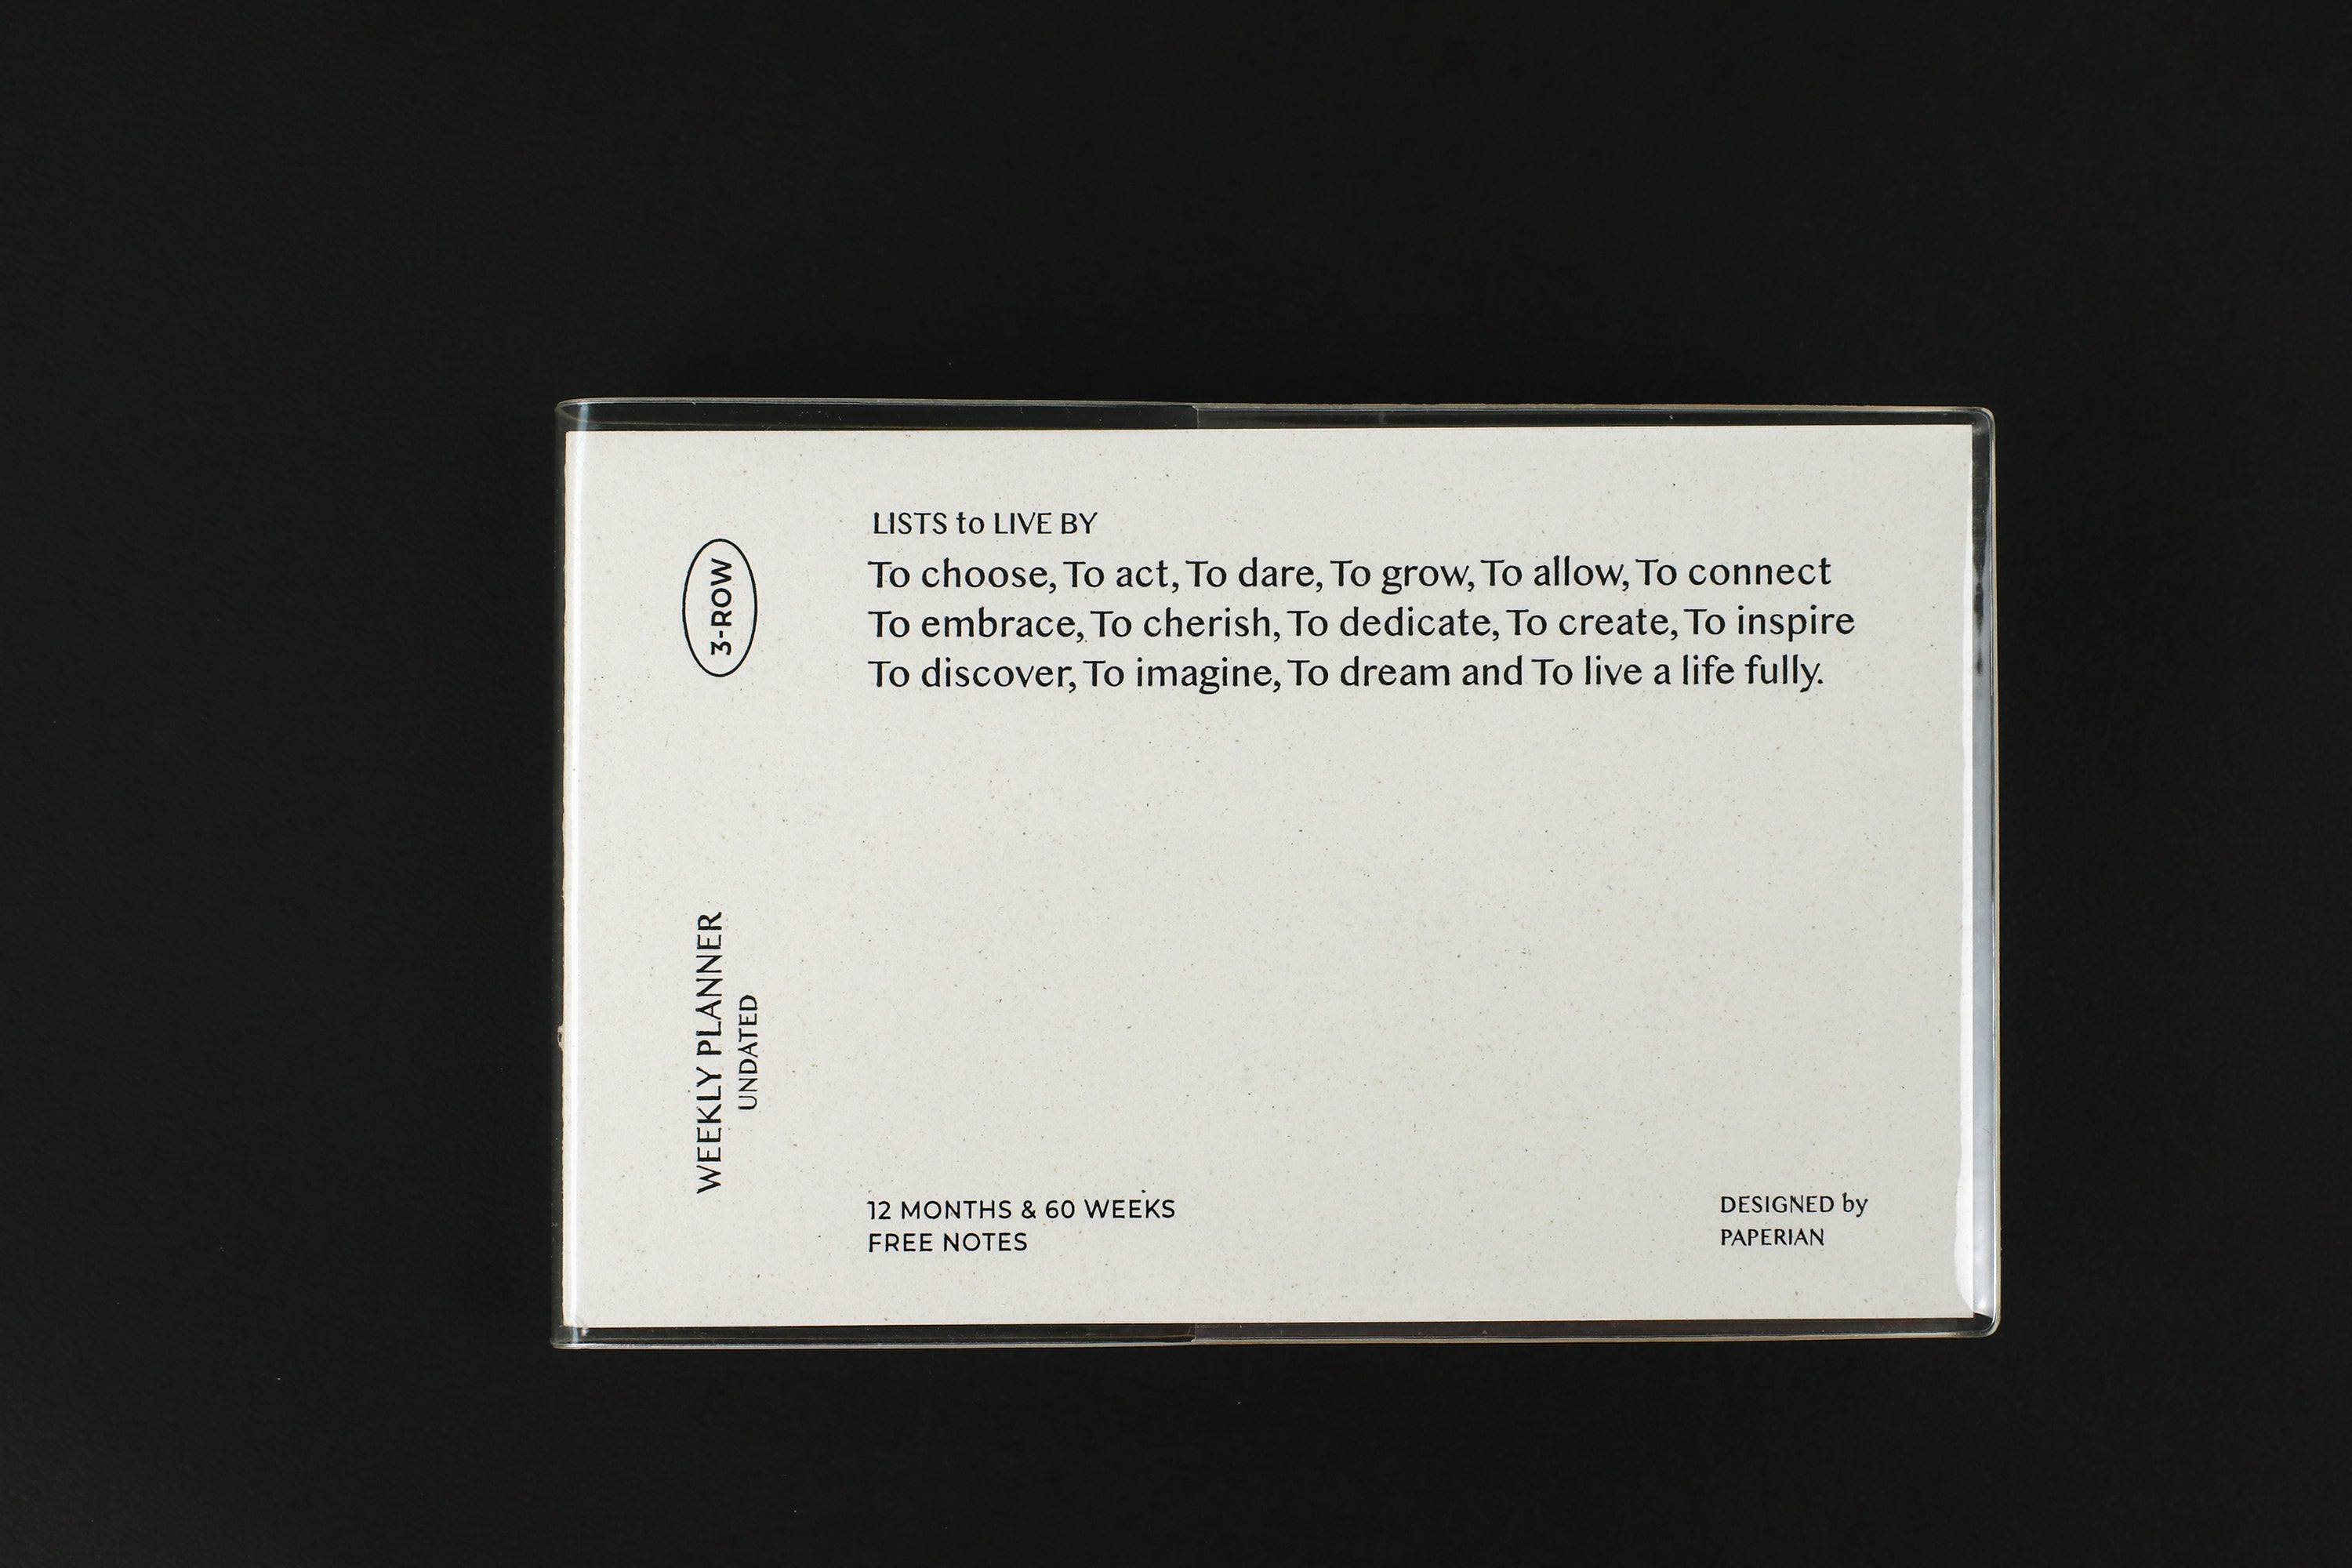 3-ROW
WEEKLY PLANNER
UNDATED
LISTS to LIVE BY
To choose, To act, To dare, To grow, To allow, To connect
To embrace, To cherish, To dedicate, To create, To inspire
To discover, To imagine, To dream and To live a life fully.
12 MONTHS & 60 WEEKS
FREE NOTES
DESIGNED by
PAPERIAN